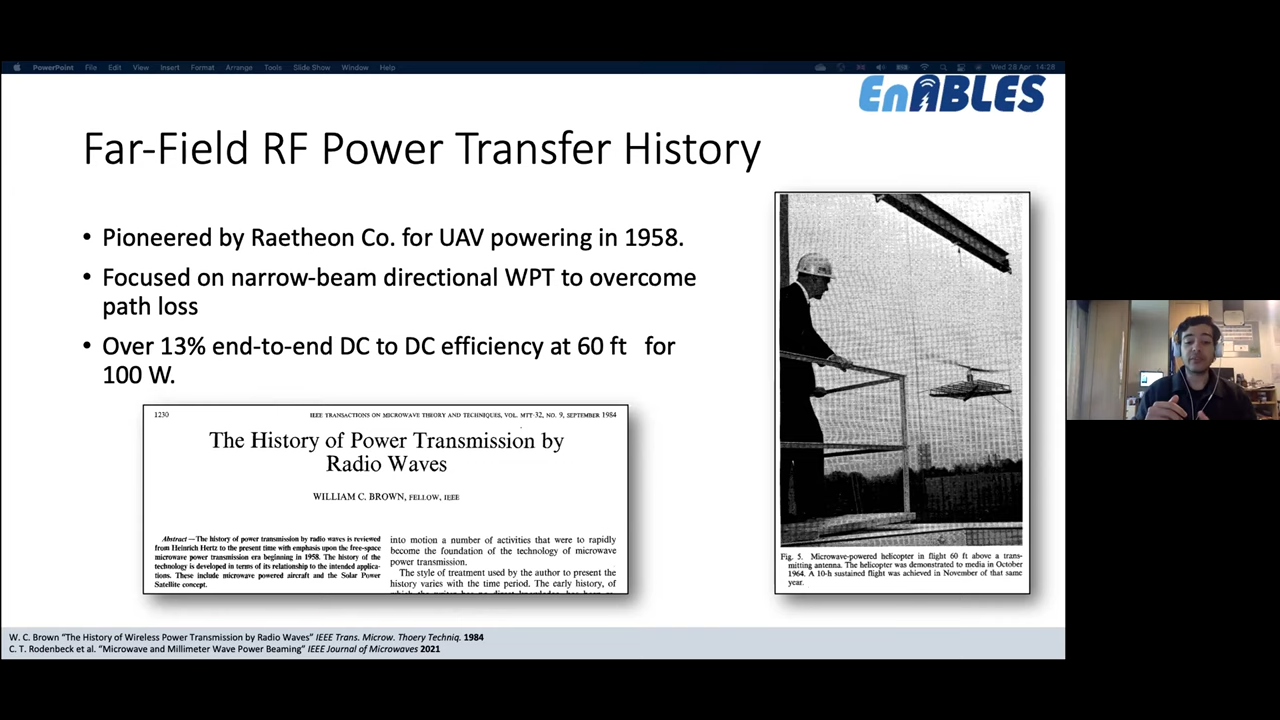 PowerPoint File Edit View Insert Format Arrange Tools Slide Show Window Help Wed 28 Apr 14:28
EnABLES
Far-Field RF Power Transfer History
• Pioneered by Raetheon Co. for UAV powering in 1958.
• Focused on narrow-beam directional WPT to overcome
path loss
• Over 13% end-to-end DC to DC efficiency at 60 ft for
100 W.
1230 IEEE TRANSACTIONS ON MICROWAVE THEORY AND TECHNIQUES, VOL. MTT-32, NO. 9, SEPTEMBER 1984
The History of Power Transmission by
Radio Waves
WILLIAM C. BROWN, FELLOW, IEEE
Abstract —The history of power transmission by radio waves is reviewed
from Heinrich Hertz to the present time with emphasis upon the free-space
microwave power transmission era beginning in 1958. The history of the
technology is developed in terms of its relationship to the intended applica-
tions. These include microwave powered aircraft and the Solar Power
Satellite concept.
into motion a number of activities that were to rapidly
become the foundation of the technology of microwave
power transmission.
The style of treatment used by the author to present the
history varies with the time period. The early history, of
Fig. 5. Microwave-powered helicopter in flight 60 ft above a trans-
mitting antenna. The helicopter was demonstrated to media in October
1964. A 10-h sustained flight was achieved in November of that same
year.
W. C. Brown “The History of Wireless Power Transmission by Radio Waves” IEEE Trans. Microw. Thoery Techniq. 1984
C. T. Rodenbeck et al. “Microwave and Millimeter Wave Power Beaming” IEEE Journal of Microwaves 2021